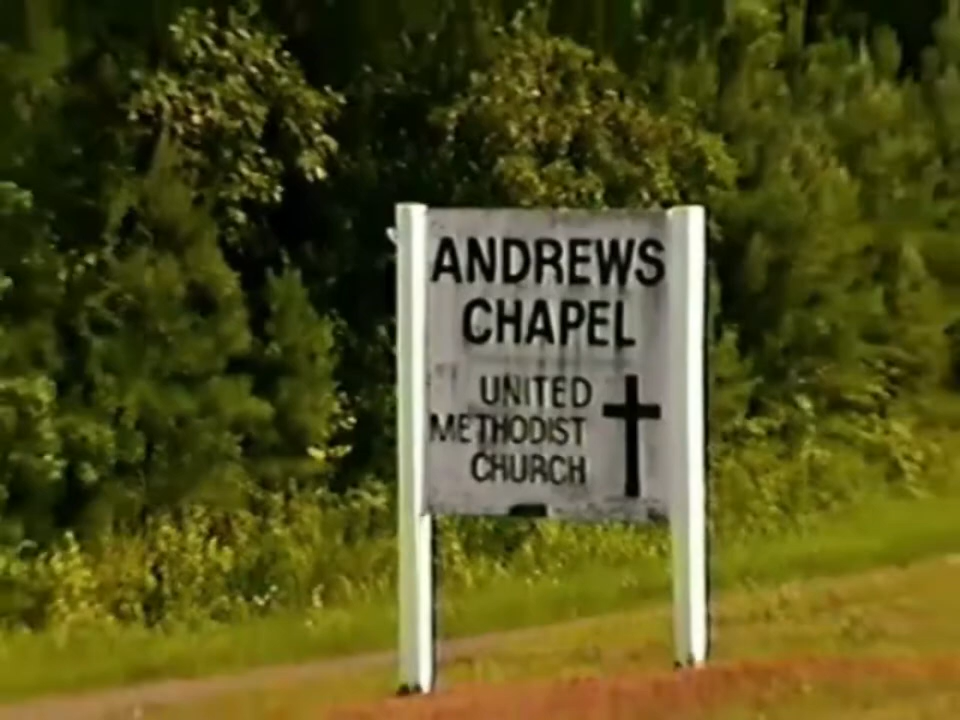 ANDREWS
CHAPEL
UNITED
METHODIST
CHURCH